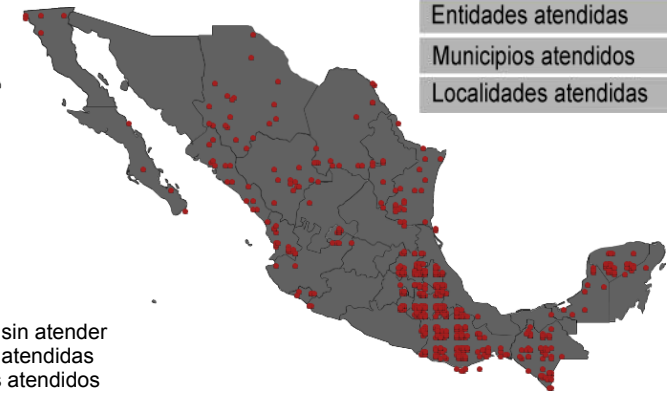 Entidades atendidas
Municipios atendidos
Localidades atendidas
sin atender
atendidas
atendidos